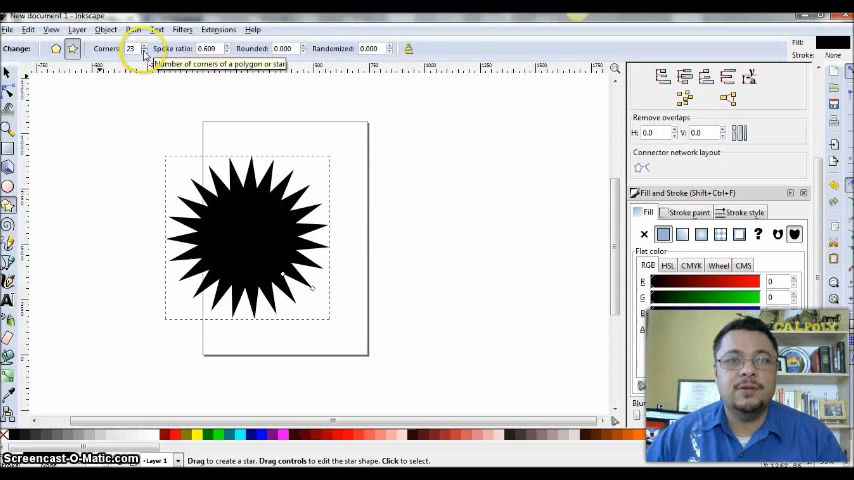 New document 1 - Inkscape
File Edit View Layer Object Path Text Filters Extensions Help
Change: Corners: 23 Spoke ratio: 0.609 Rounded: 0.000 Randomized: 0.000
Fill:
Stroke: None
Number of corners of a polygon or star
Remove overlaps
H: 0.0 V: 0.0
Connector network layout
Fill and Stroke (Shift+Ctrl+F)
Fill Stroke paint Stroke style
Flat color
RGB HSL CMYK Wheel CMS
R 0
G 0
CALPOLY
Layer 1 Drag to create a star. Drag controls to edit the star shape. Click to select.
Screencast-O-Matic.com